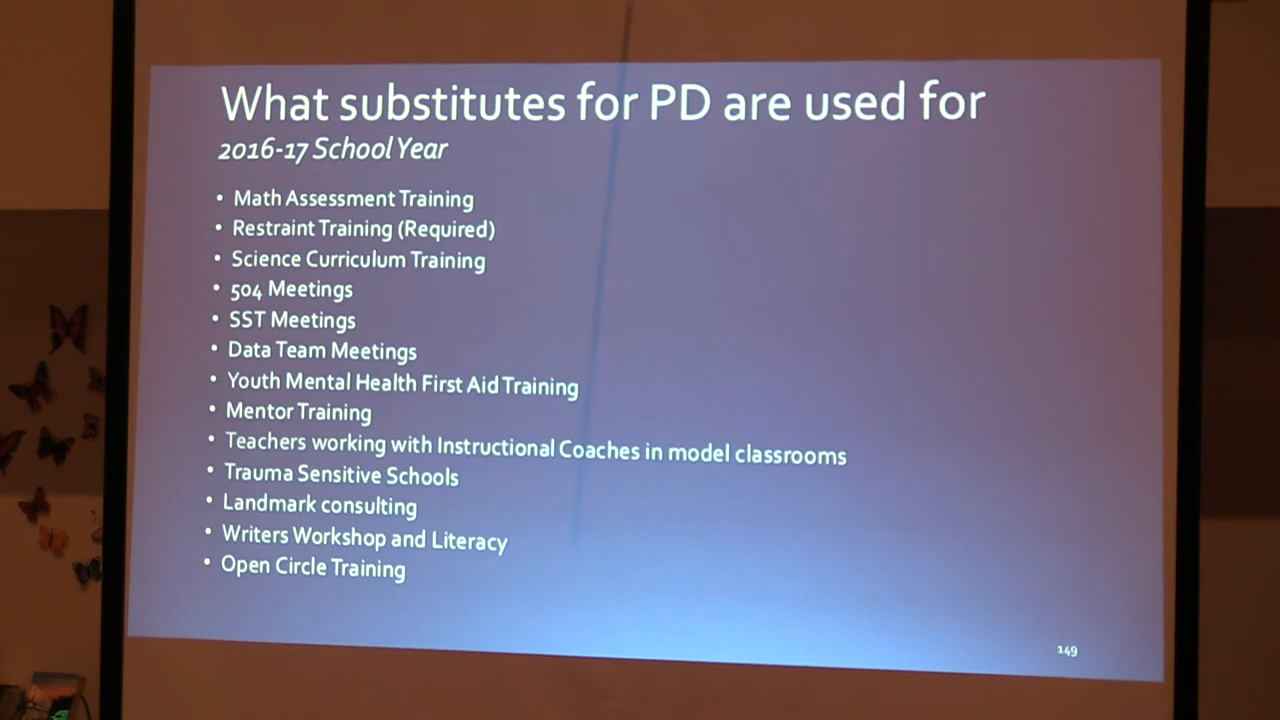 What substitutes for PD are used for
2016-17 School Year
• Math Assessment Training
• Restraint Training (Required)
• Science Curriculum Training
• 504 Meetings
• SST Meetings
• Data Team Meetings
• Youth Mental Health First Aid Training
• Mentor Training
• Teachers working with Instructional Coaches in model classrooms
• Trauma Sensitive Schools
• Landmark consulting
• Writers Workshop and Literacy
• Open Circle Training
149